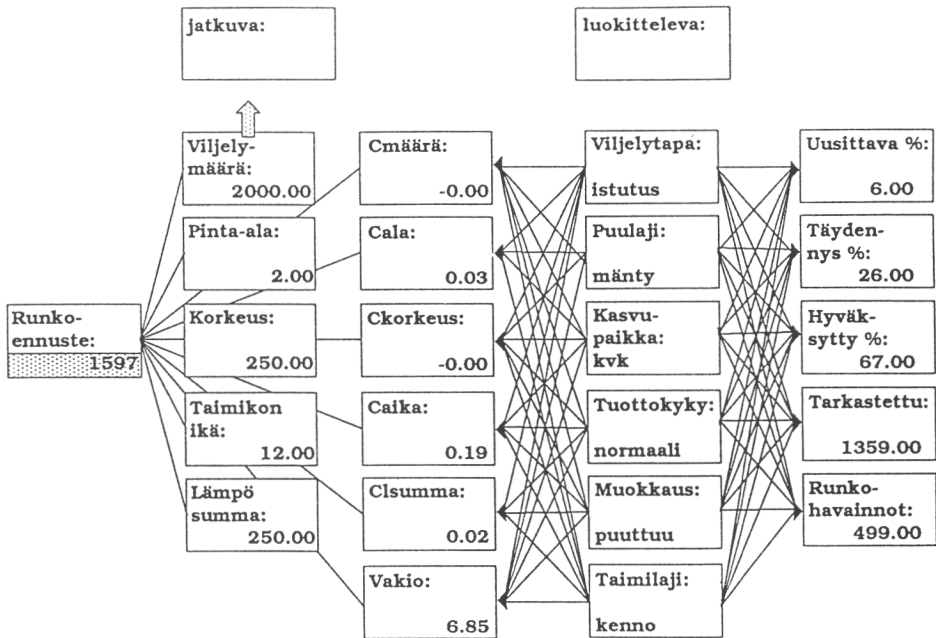 jatkuva:
luokitteleva:
Viljely-
määrä:
2000.00
Pinta-ala:
2.00
Runko-
ennuste:
1597
Korkeus:
250.00
Taimikon
ikä:
12.00
Lämpö
summa:
250.00
Cmäärä:
-0.00
Cala:
0.03
Ckorkeus:
-0.00
Caika:
0.19
Clsumma:
0.02
Vakio:
6.85
Viljelytapa:
istutus
Puulaji:
mänty
Kasvu-
paikka:
kvk
Tuottokyky:
normaali
Muokkaus:
puuttuu
Taimilaji:
kenno
Uusittava %:
6.00
Täyden-
nys %:
26.00
Hyväk-
sytty %:
67.00
Tarkastettu:
1359.00
Runko-
havainnot:
499.00